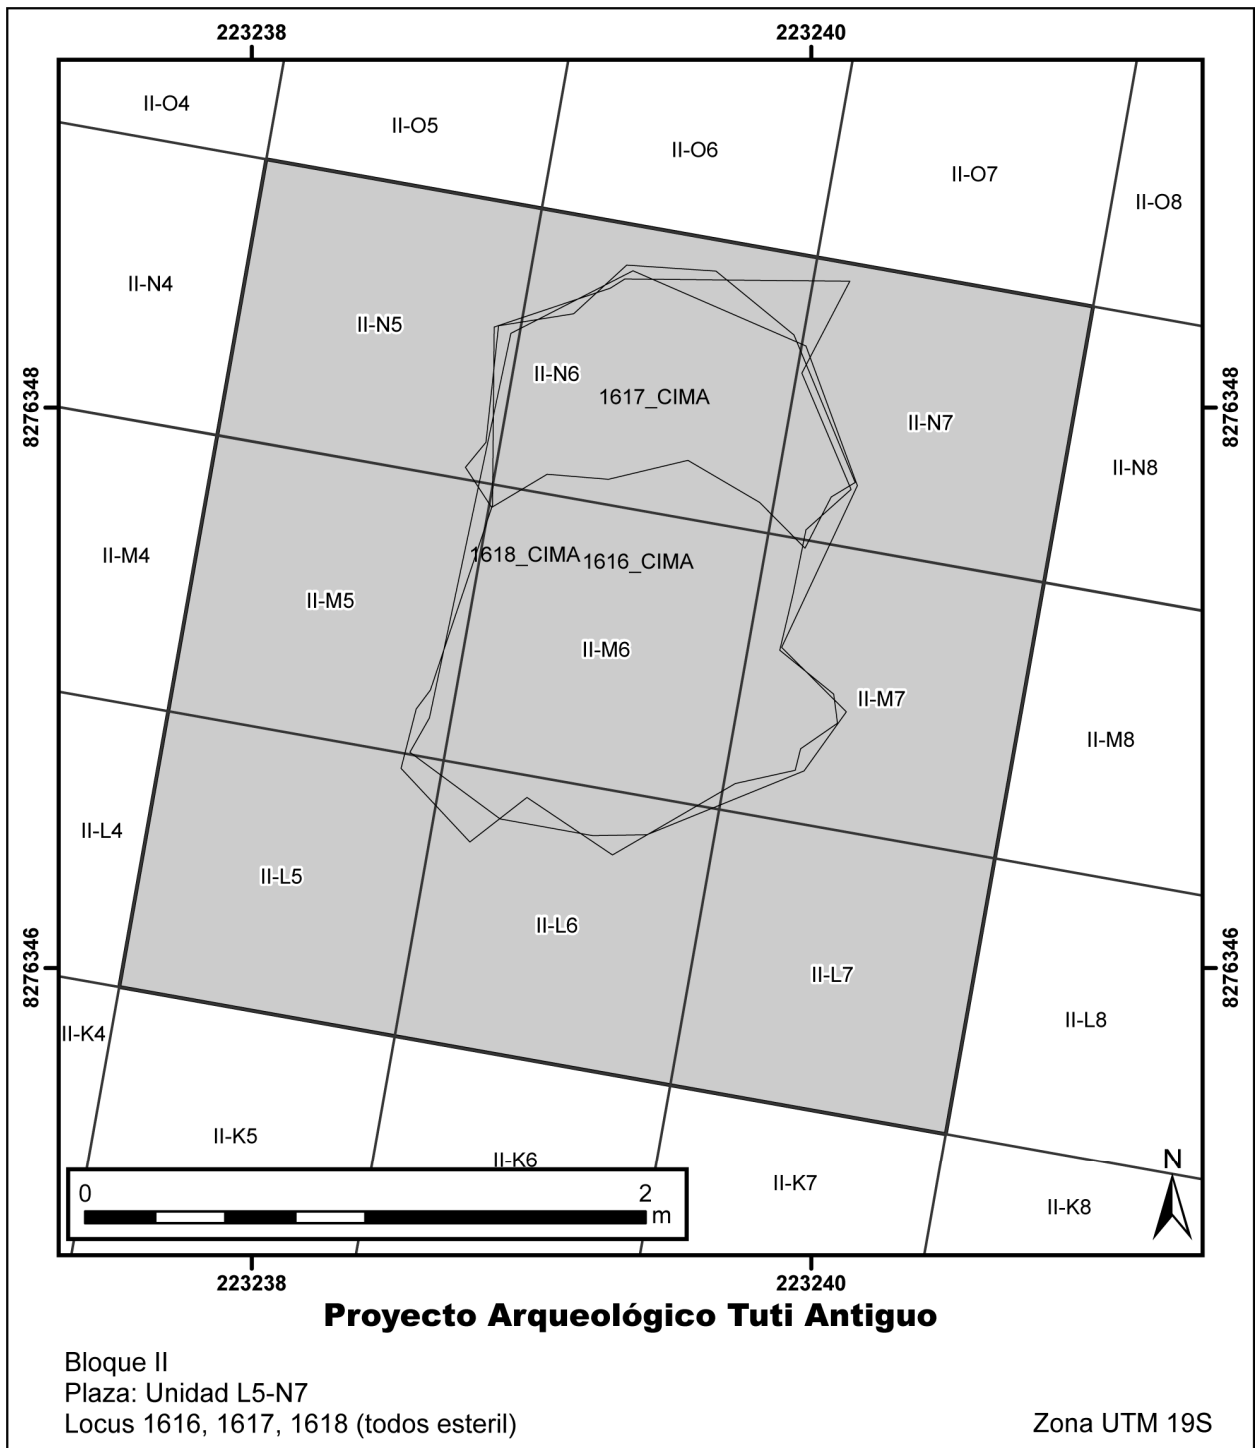 223238
223240
II-O4
II-O5
II-O6
II-O7
II-O8
II-N4
II-N5
II-N6
1617_CIMA
II-N7
II-N8
8276348
8276348
II-M4
1618_CIMA
1616_CIMA
II-M5
II-M6
II-M7
II-M8
II-L4
II-L5
II-L6
II-L7
II-L8
8276346
8276346
II-K4
II-K5
II-K6
II-K7
II-K8
N
0
2
m
223238
223240
Proyecto Arqueológico Tuti Antiguo
Bloque II
Plaza: Unidad L5-N7
Locus 1616, 1617, 1618 (todos esteril)
Zona UTM 19S